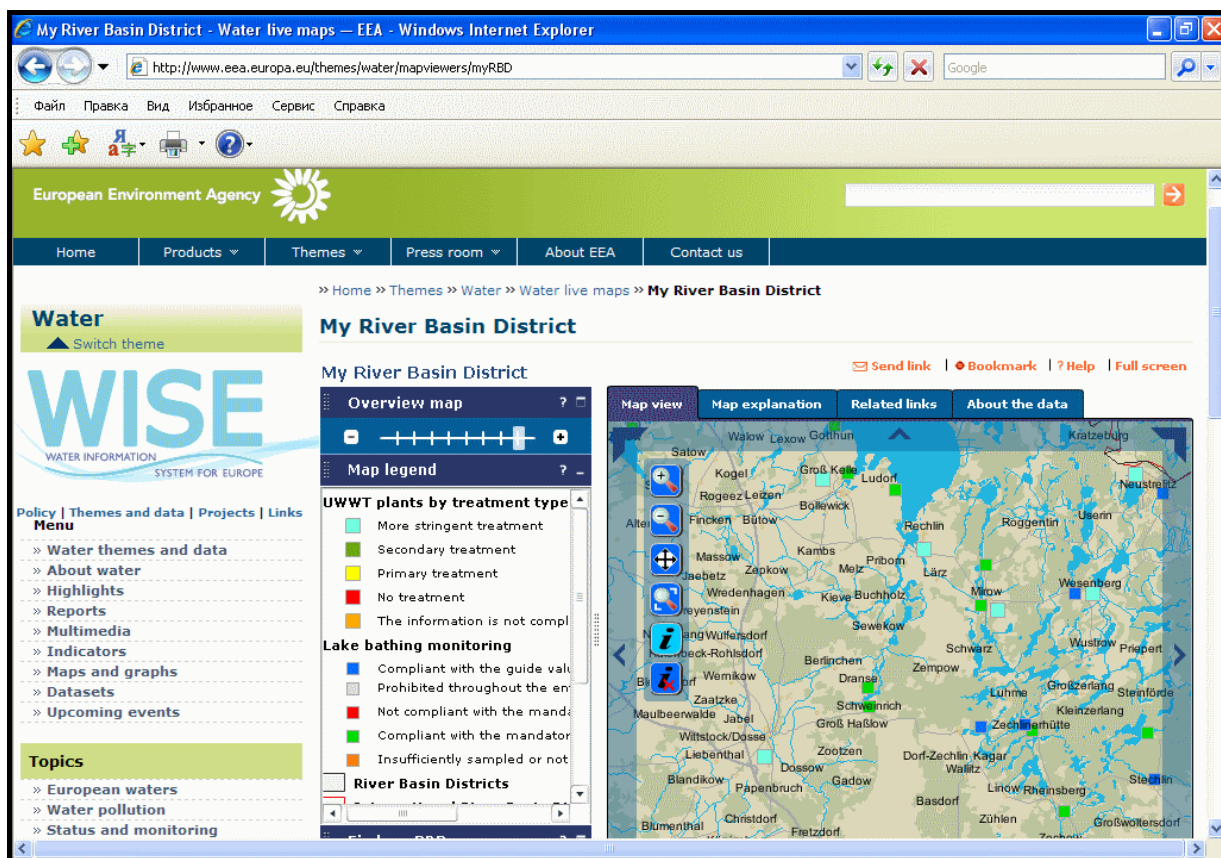 My River Basin District - Water live maps — EEA - Windows Internet Explorer
http://www.eea.europa.eu/themes/water/mapviewers/myRBD
Google
Файл Правка Вид Избранное Сервис Справка
European Environment Agency
Home Products Themes Press room About EEA Contact us
» Home » Themes » Water » Water live maps » My River Basin District
Water
Switch theme
My River Basin District
Send link | Bookmark | ? Help | Full screen
WISE
WATER INFORMATION
SYSTEM FOR EUROPE
Policy | Themes and data | Projects | Links
Menu
» Water themes and data
» About water
» Highlights
» Reports
» Multimedia
» Indicators
» Maps and graphs
» Datasets
» Upcoming events
Topics
» European waters
» Water pollution
» Status and monitoring
My River Basin District
Overview map ?
Map legend ?
UWWT plants by treatment type
More stringent treatment
Secondary treatment
Primary treatment
No treatment
The information is not compl
Lake bathing monitoring
Compliant with the guide valu
Prohibited throughout the en
Not compliant with the manda
Compliant with the mandator
Insufficiently sampled or not
River Basin Districts
Map view Map explanation Related links About the data
Walow Lexow Gotthun Kratzeburg
Satow
Kogel Groß Kelle Ludorf Neustrelitz
Rogeez Leizen
Bollewick
Fincken Bütow Rechlin Roggentin Userin
Massow Kambs Priborn
Jaebetz Zepkow Melz Lärz Wesenberg
Wredenhagen Kieve Buchholz Mirow
Sewekow
Wulfersdorf Schwarz Wustrow Priepert
Berlinchen Zempow
Wernikow Dranse Luhme Großzerlang Steinförde
Zaatzke Schweinrich Kleinzerlang
Maulbeerwalde Jabel Groß Haßlow Zechlinerhütte
Wittstock/Dosse
Liebenthal Zootzen Dorf-Zechlin Kagar
Dossow Wallitz
Blandikow Gadow Stechlin
Papenbruch Linow Rheinsberg
Basdorf
Blumenthal Christdorf Zühlen Großwoltersdorf
Fretzdorf